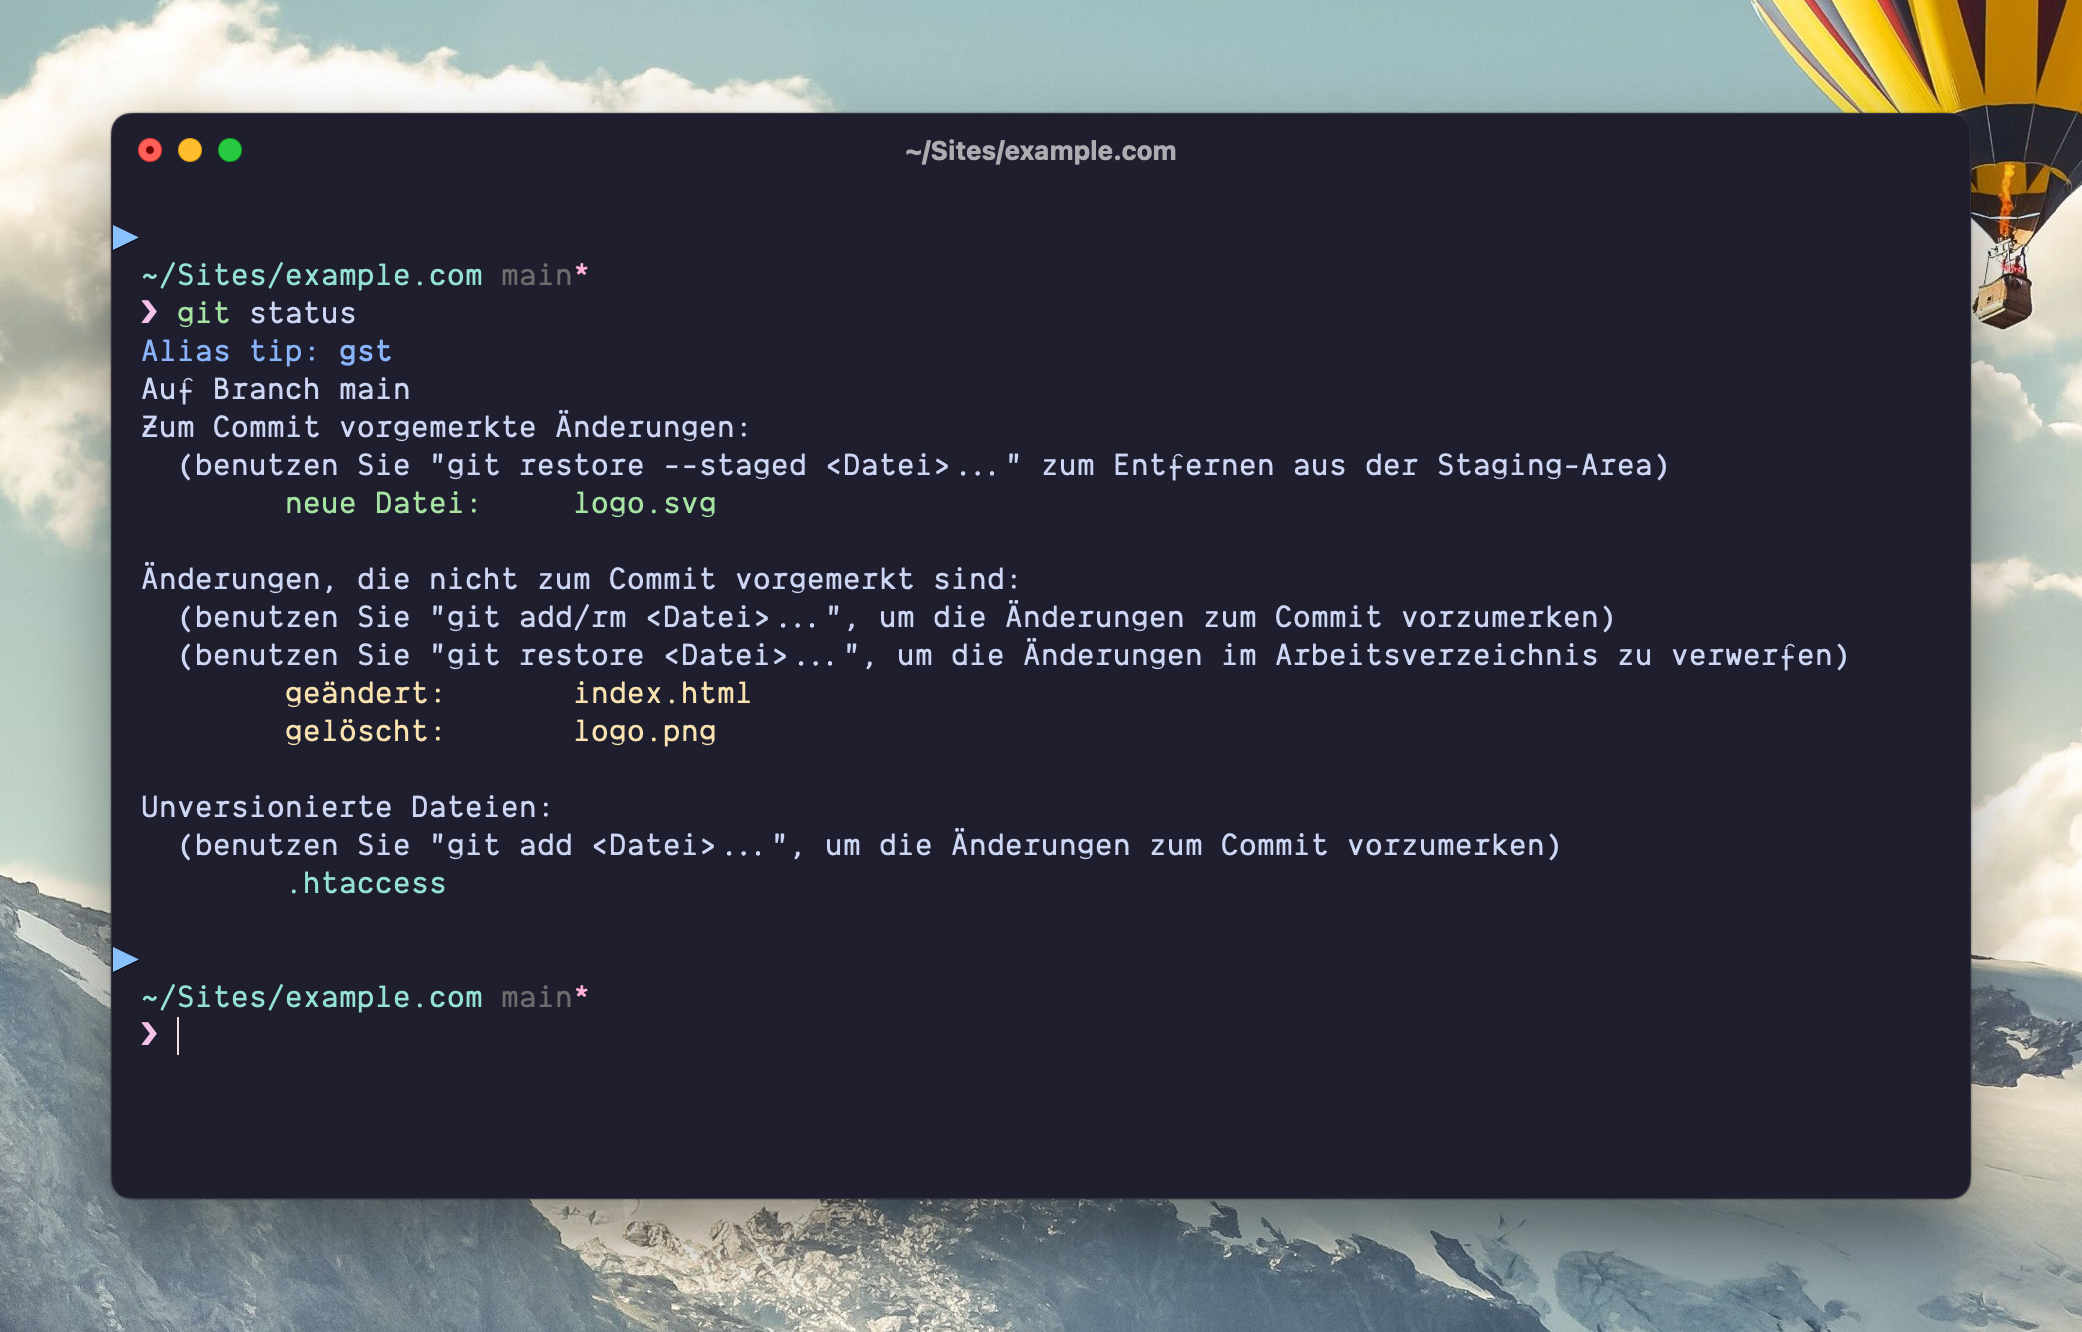 ~/Sites/example.com
~/Sites/example.com main*
❯ git status
Alias tip: gst
Auf Branch main
Zum Commit vorgemerkte Änderungen:
  (benutzen Sie "git restore --staged <Datei>..." zum Entfernen aus der Staging-Area)
        neue Datei:     logo.svg

Änderungen, die nicht zum Commit vorgemerkt sind:
  (benutzen Sie "git add/rm <Datei>...", um die Änderungen zum Commit vorzumerken)
  (benutzen Sie "git restore <Datei>...", um die Änderungen im Arbeitsverzeichnis zu verwerfen)
        geändert:       index.html
        gelöscht:       logo.png

Unversionierte Dateien:
  (benutzen Sie "git add <Datei>...", um die Änderungen zum Commit vorzumerken)
        .htaccess

~/Sites/example.com main*
❯